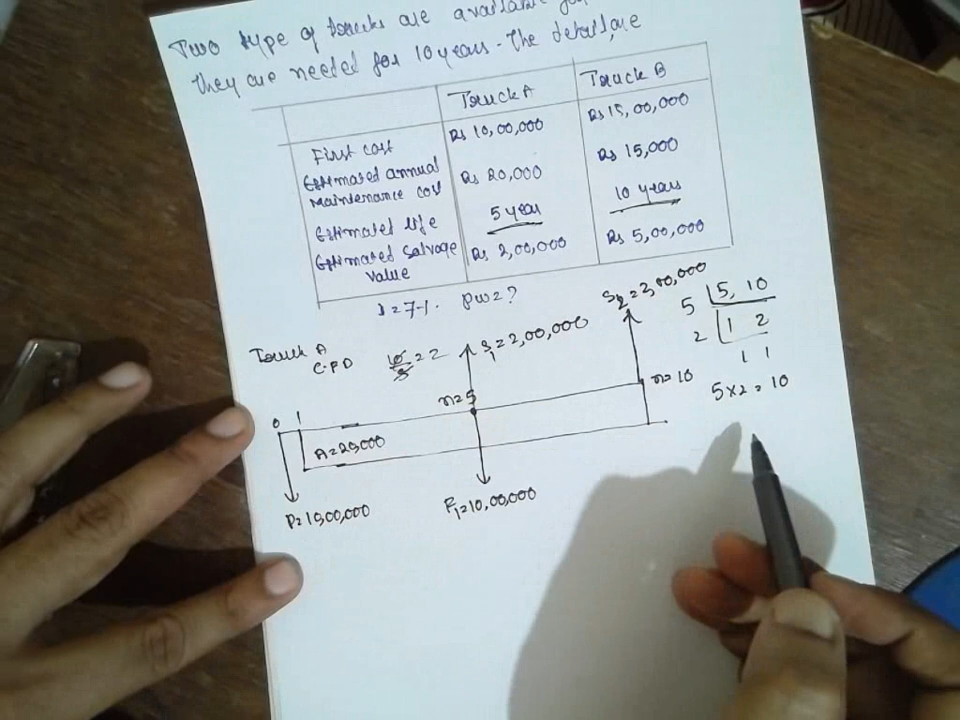 Two type of trucks are available for
They are needed for 10 years. The details are
Truck A Truck B
First cost Rs 10,00,000 Rs 15,00,000
Estimated annual
Maintenance cost Rs 20,000 Rs 15,000
Estimated life 5 year 10 years
Estimated Salvage
Value Rs 2,00,000 Rs 5,00,000
i=7%. PW=?
Truck A
C.F.D
10/5=2
S1=2,00,000
S2=2,00,000
5 5, 10
2 1 2
1 1
5x2=10
0 1
n=5
n=10
A=20,000
P=10,00,000
P1=10,00,000